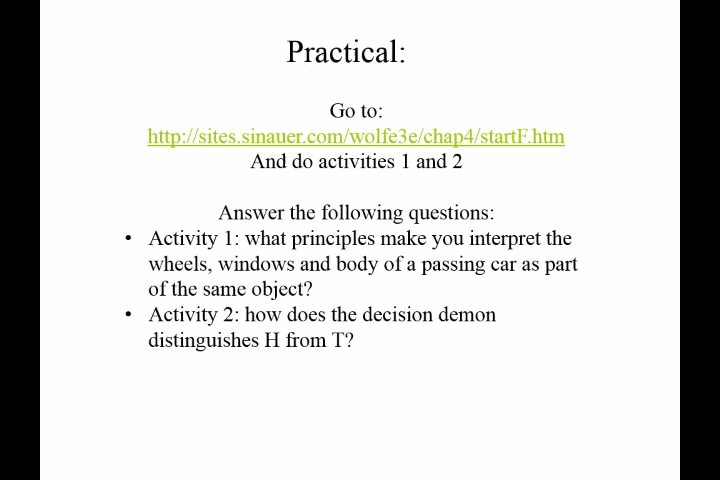 Practical:
Go to:
http://sites.sinauer.com/wolfe3e/chap4/startF.htm
And do activities 1 and 2
Answer the following questions:
• Activity 1: what principles make you interpret the
wheels, windows and body of a passing car as part
of the same object?
• Activity 2: how does the decision demon
distinguishes H from T?